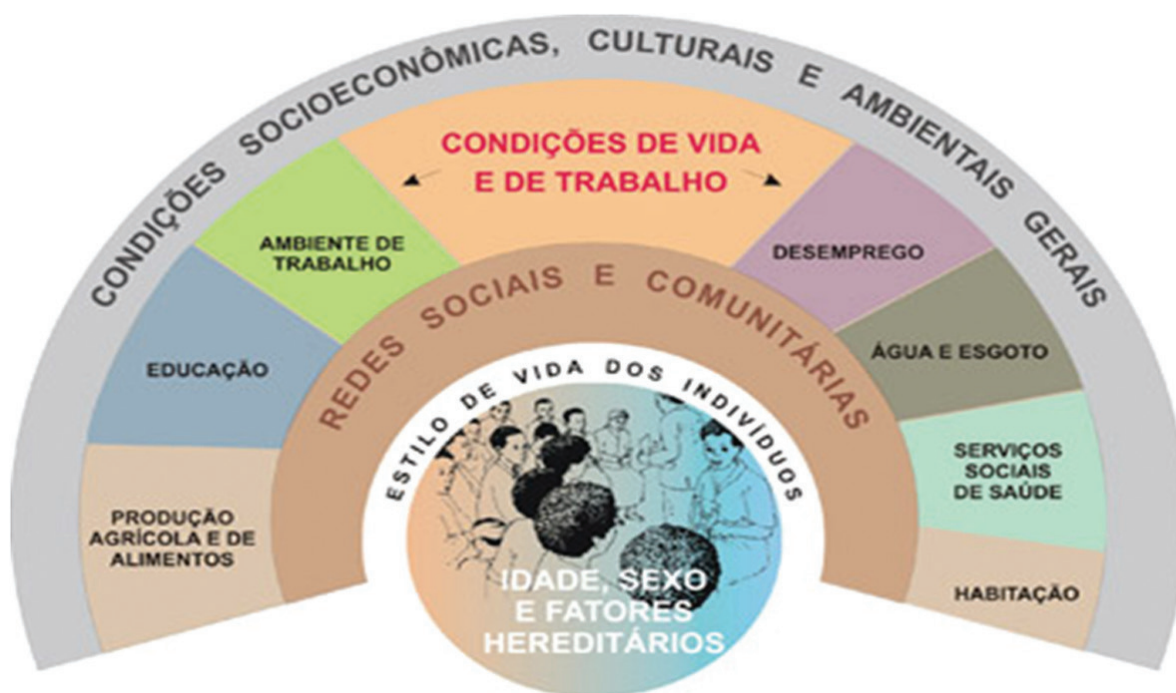 CONDIÇÕES SOCIOECONÔMICAS, CULTURAIS E AMBIENTAIS GERAIS
CONDIÇÕES DE VIDA
E DE TRABALHO
AMBIENTE DE
TRABALHO
DESEMPREGO
EDUCAÇÃO
ÁGUA E ESGOTO
PRODUÇÃO
AGRÍCOLA E DE
ALIMENTOS
SERVIÇOS
SOCIAIS
DE SAÚDE
HABITAÇÃO
REDES SOCIAIS E COMUNITÁRIAS
ESTILO DE VIDA DOS INDIVÍDUOS
IDADE, SEXO
E FATORES
HEREDITÁRIOS